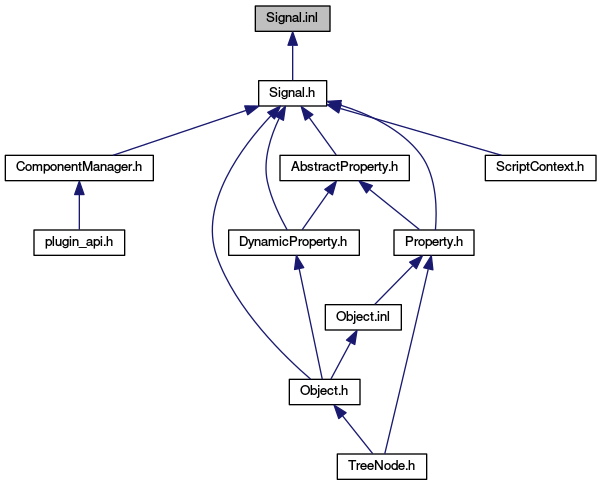 Signal.inl
Signal.h
ComponentManager.h
AbstractProperty.h
ScriptContext.h
plugin_api.h
DynamicProperty.h
Property.h
Object.inl
Object.h
TreeNode.h